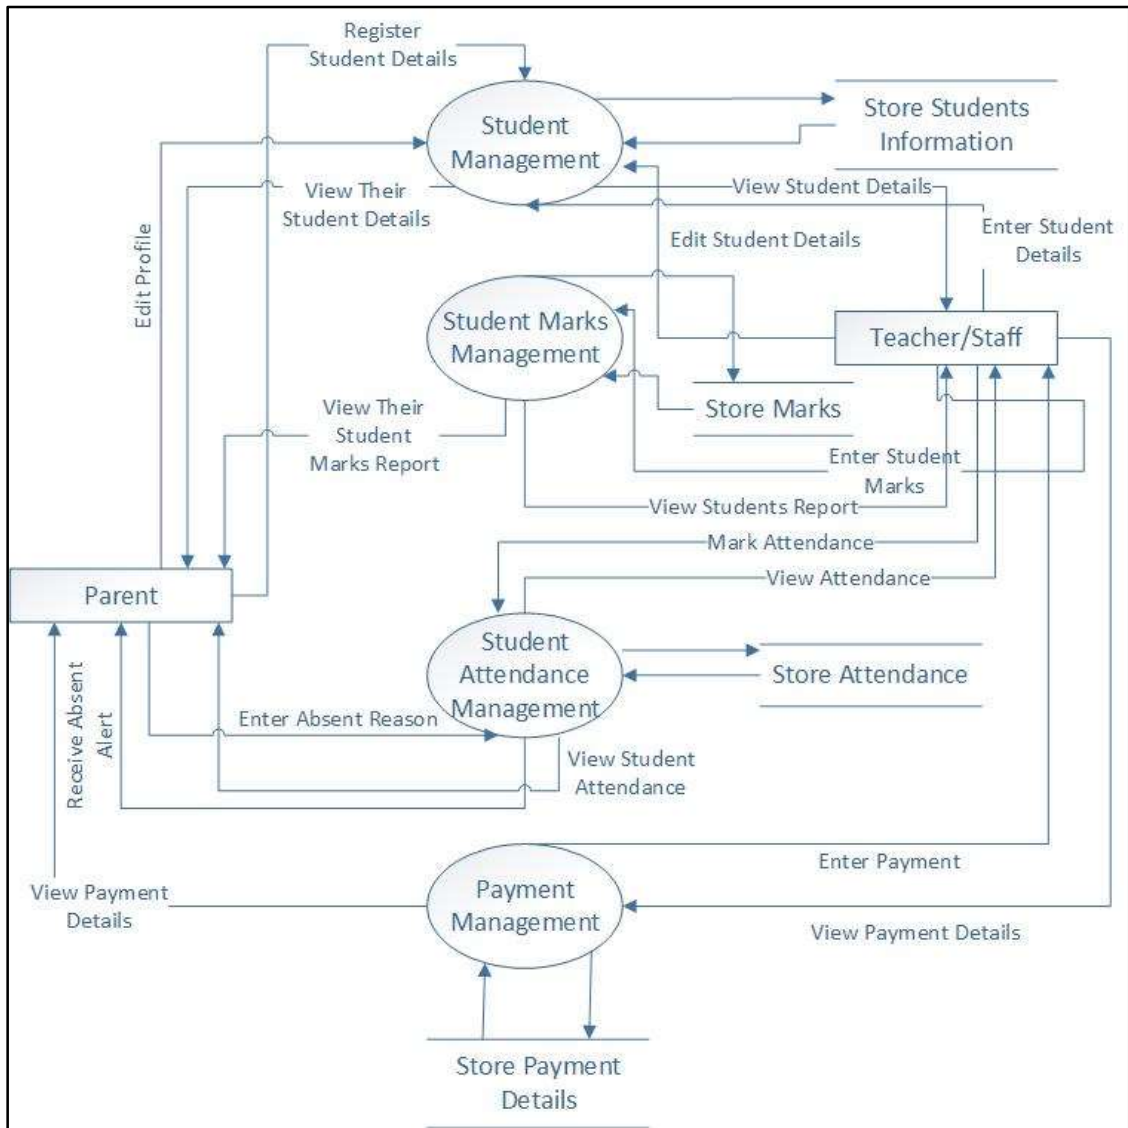 Register
Student Details
Student
Management
Store Students
Information
View Their
Student Details
View Student Details
Edit Profile
Edit Student Details
Enter Student
Details
Student Marks
Management
Teacher/Staff
Store Marks
View Their
Student
Marks Report
Enter Student
Marks
View Students Report
Mark Attendance
View Attendance
Parent
Student
Attendance
Management
Store Attendance
Receive Absent
Alert
Enter Absent Reason
View Student
Attendance
Enter Payment
View Payment
Details
Payment
Management
View Payment Details
Store Payment
Details